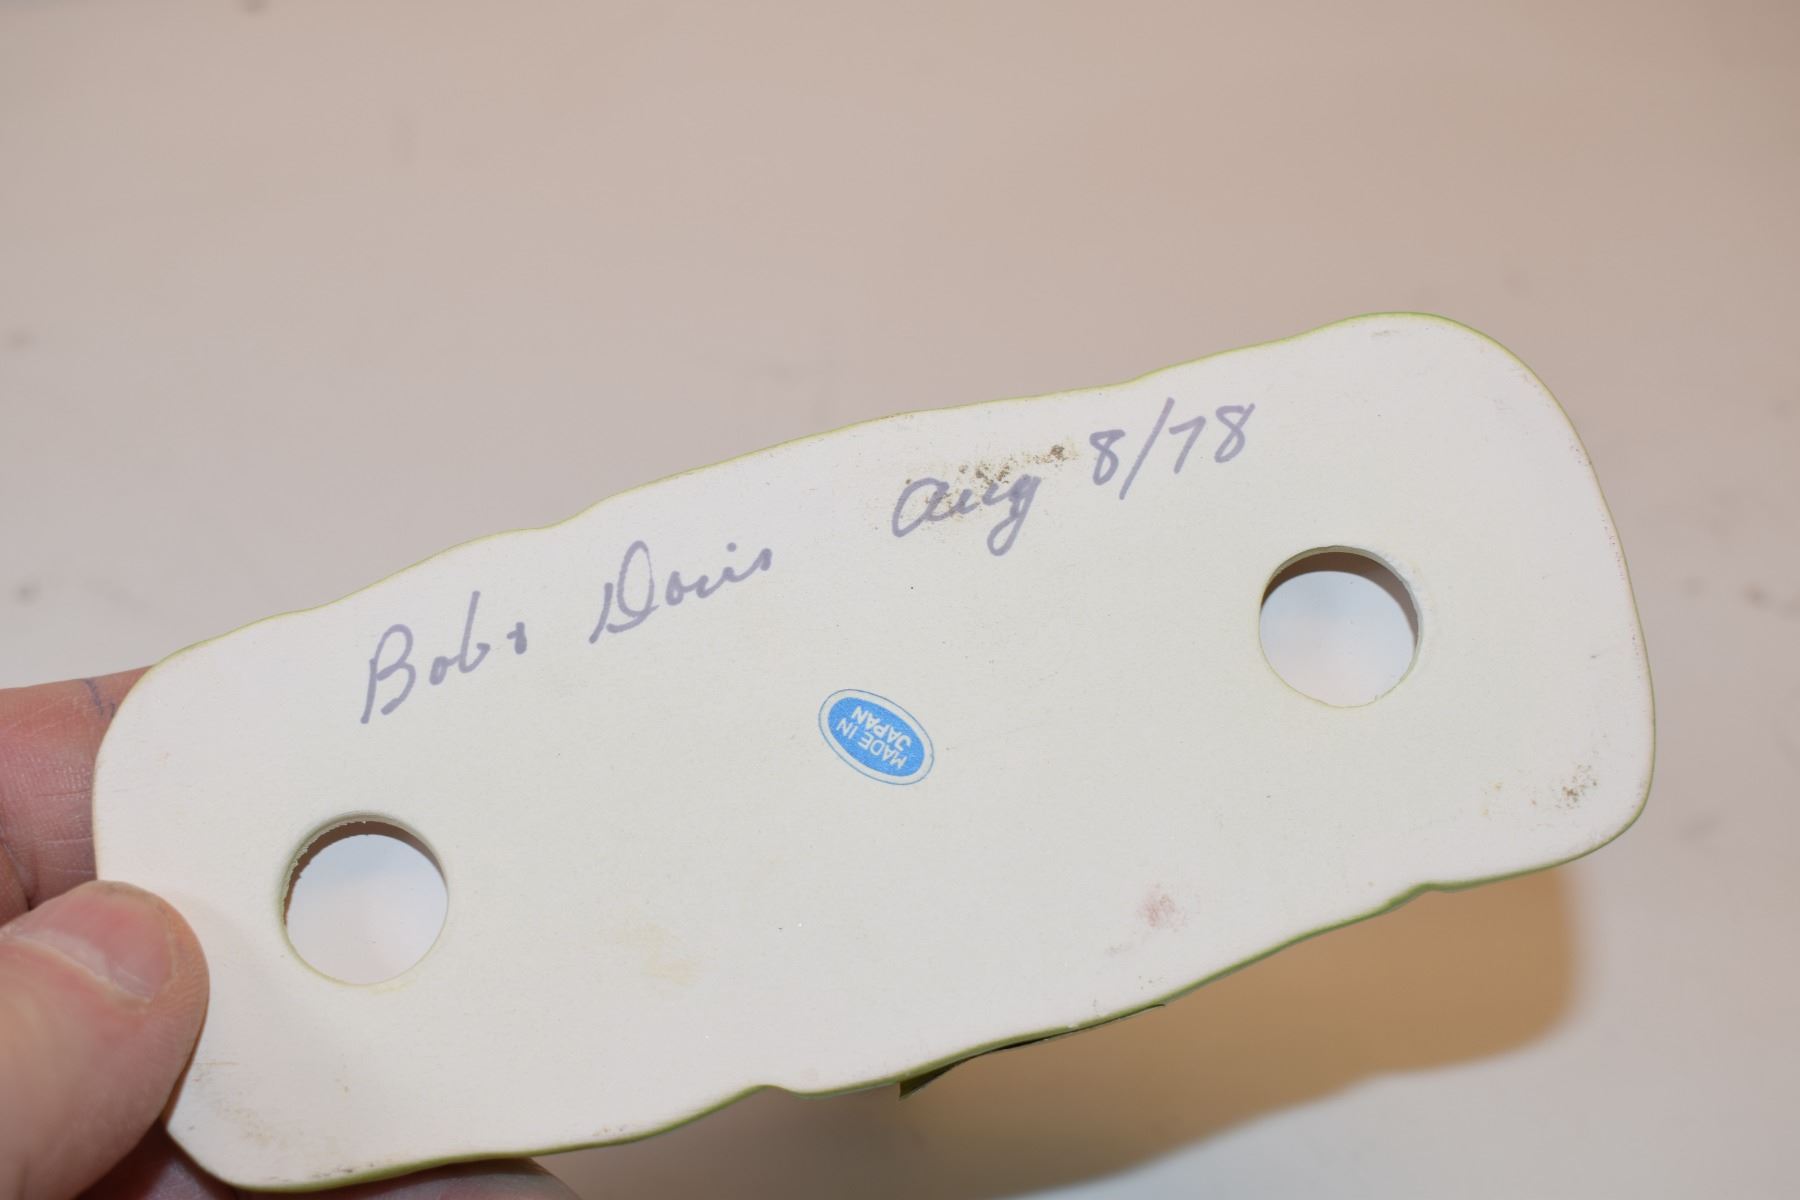 Bob + Doris Aug 8/78
MADE IN
JAPAN